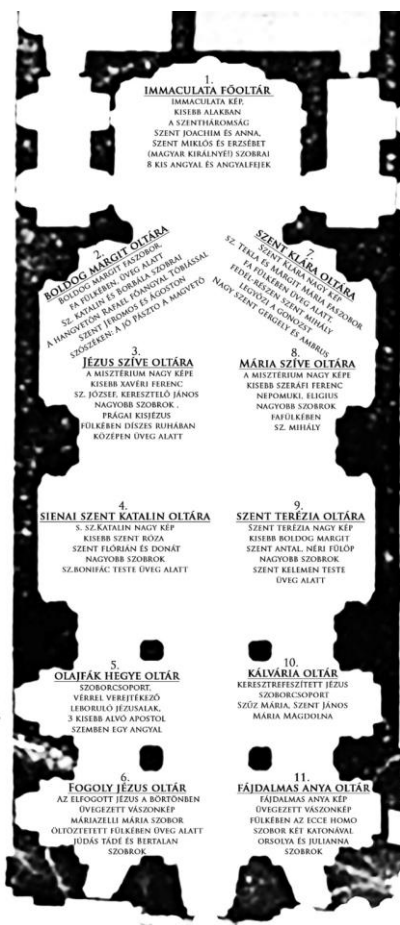 1.
IMMACULATA FŐOLTÁR
IMMACULATA KÉP,
KISEBB ALAKBAN
A SZENTHÁROMSÁG
SZENT JOACHIM ÉS ANNA,
SZENT MIKLÓS ÉS ERZSÉBET
(MAGYAR KIRÁLNYÉ!) SZOBRAI
8 KIS ANGYAL ÉS ANGYALFEJEK
2.
BOLDOG MARGIT OLTÁRA
BOLDOG MARGIT FASZOBOR,
FA FÜLKÉBEN, ÜVEG ALATT
SZ. KATALIN ÉS BORBÁLA SZOBRAI
A HANGVETŐN RAFAEL FŐANGYAL TÓBIÁSSAL
SZENT JEROMOS ÉS ÁGOSTON
SZÓSZÉKEN: A JÓ PÁSZTO A MAGVETŐ
3.
JÉZUS SZÍVE OLTÁRA
A MISZTÉRIUM NAGY KÉPE
KISEBB XAVÉRI FERENC
SZ. JÓZSEF, KERESZTELŐ JÁNOS
NAGYOBB SZOBROK ,
PRÁGAI KISJÉZUS
FÜLKÉBEN DÍSZES RUHÁBAN
KÖZÉPEN ÜVEG ALATT
4.
SIENAI SZENT KATALIN OLTÁRA
S. SZ.KATALIN NAGY KÉP
KISEBB SZENT RÓZA
SZENT FLÓRIÁN ÉS DONÁT
NAGYOBB SZOBROK
SZ.BONIFÁC TESTE ÜVEG ALATT
5.
OLAJFÁK HEGYE OLTÁR
SZOBORCSOPORT,
VÉRREL VEREJTÉKEZŐ
LEBORULÓ JÉZUSALAK,
3 KISEBB ALVÓ APOSTOL
SZEMBEN EGY ANGYAL
6.
FOGOLY JÉZUS OLTÁR
AZ ELFOGOTT JÉZUS A BÖRTÖNBEN
ÜVEGEZETT VÁSZONKÉP
MÁRIAZELLI MÁRIA SZOBOR
ÖLTÖZTETETT FÜLKÉBEN ÜVEG ALATT
JÚDÁS TÁDÉ ÉS BERTALAN
SZOBROK
7.
SZENT KLÁRA OLTÁRA
SZENT KLÁRA NAGY KÉP
SZ. TEKLA ÉS MARGIT MÁRIA FASZOBOR
FA FÜLKÉBEN ÜVEG ALATT
FEDÉL RÉSZEN SZENT MIHÁLY
LEGYŐZI A GONOSZT
NAGY SZENT GERGELY ÉS AMBRUS
8.
MÁRIA SZÍVE OLTÁRA
A MISZTERIUM NAGY KÉPE
KISEBB SZERÁFI FERENC
NEPOMUKI, ELIGIUS
NAGYOBB SZOBROK
FAFÜLKÉBEN
SZ. MIHÁLY
9.
SZENT TERÉZIA OLTÁRA
SZENT TERÉZIA NAGY KÉP
KISEBB BOLDOG MARGIT
SZENT ANTAL, NÉRI FÜLÖP
NAGYOBB SZOBROK
SZENT KELEMEN TESTE
ÜVEG ALATT
10.
KÁLVÁRIA OLTÁR
KERESZTREFESZÍTETT JÉZUS
SZOBORCSOPORT
SZŰZ MÁRIA, SZENT JÁNOS
MÁRIA MAGDOLNA
11.
FÁJDALMAS ANYA OLTÁR
FÁJDALMAS ANYA KÉP
ÜVEGEZETT VÁSZONKÉP
FÜLKÉBEN AZ ECCE HOMO
SZOBOR KÉT KATONÁVAL
ORSOLYA ÉS JULIANNA
SZOBROK